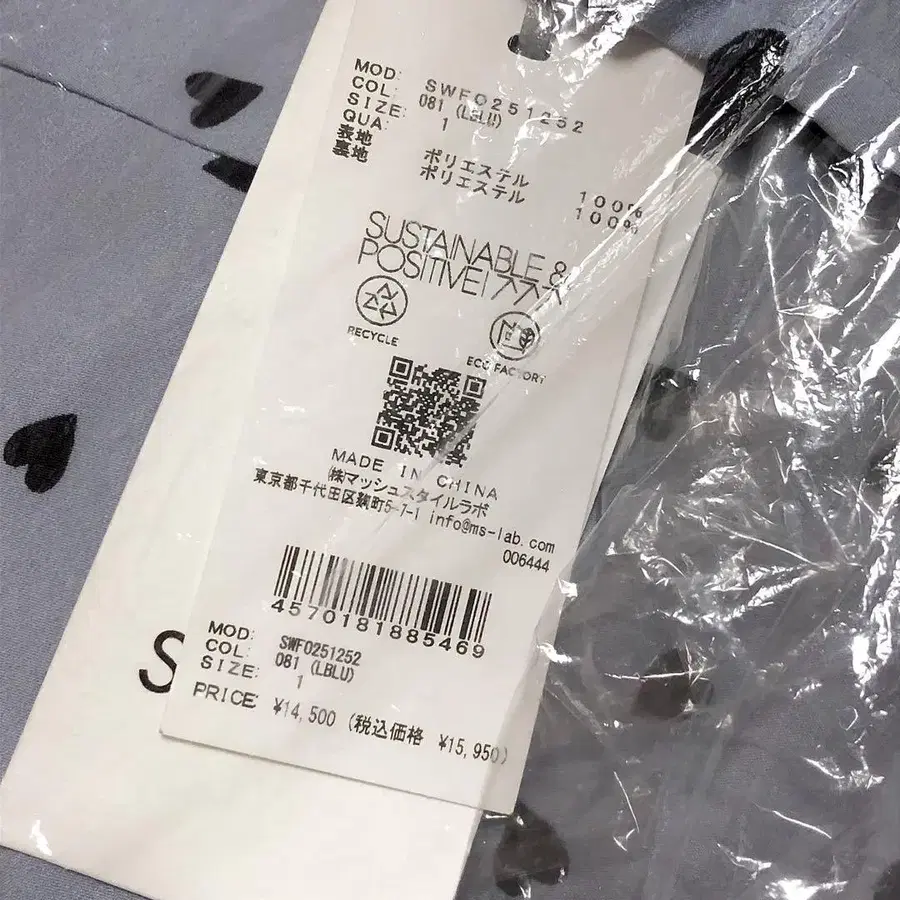 MOD: SWFO251252
COL: 081 (LBLU)
SIZE: 1
QUA:
表地 ポリエステル 100%
裏地 ポリエステル 100%
SUSTAINABLE &
POSITIVE!
RECYCLE
ECO FACTORY
MADE IN CHINA
㈱マッシュスタイルラボ
東京都千代田区麹町5-7-1 info@ms-lab.com
006444
4570181885469
MOD: SWFO251252
COL: 081 (LBLU)
SIZE: 1
PRICE: ¥14,500 (税込価格 ¥15,950)
S